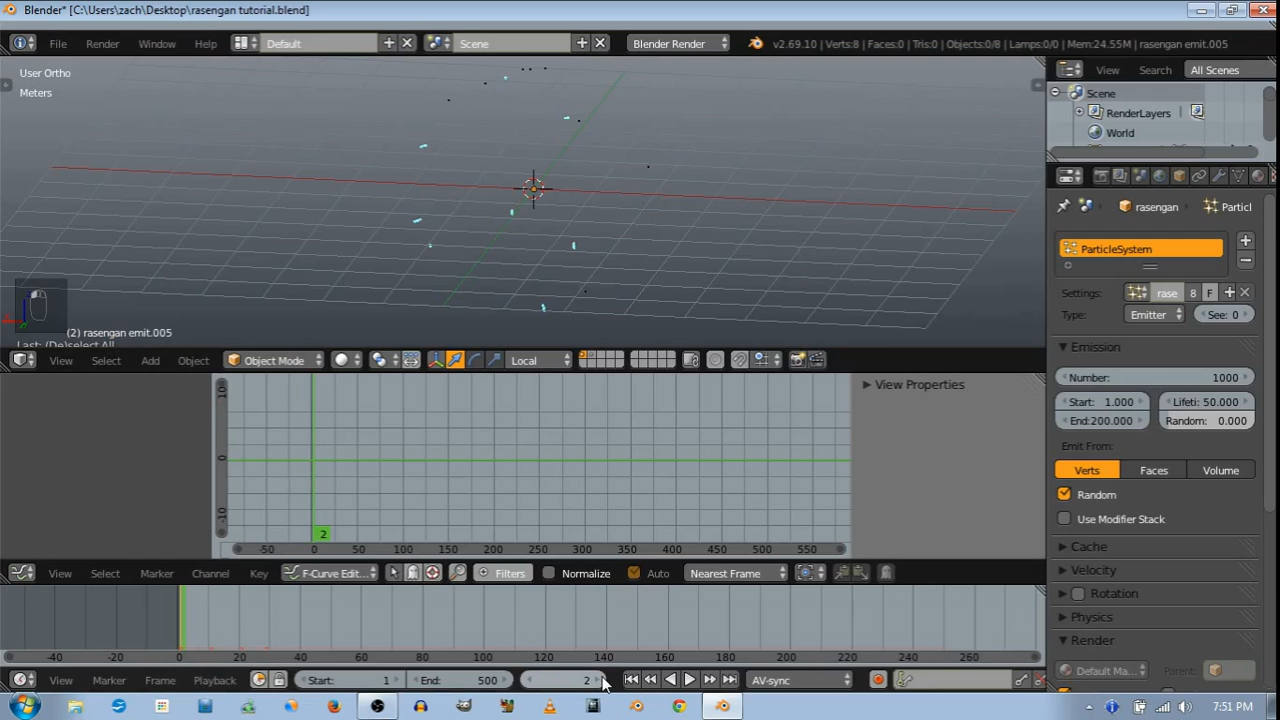 Blender* [C:\Users\zach\Desktop\rasengan tutorial.blend]
File Render Window Help Default Scene Blender Render v2.69.10 | Verts:8 | Faces:0 | Tris:0 | Objects:0/8 | Lamps:0/0 | Mem:24.55M | rasengan emit.005
User Ortho
Meters
(2) rasengan emit.005
Last: (De)select All
View Select Add Object Object Mode Local
View Search All Scenes
Scene
RenderLayers
World
rasengan Particl
ParticleSystem
Settings: rase 8 F
Type: Emitter See: 0
Emission
Number: 1000
Start: 1.000 Lifeti: 50.000
End:200.000 Random: 0.000
Emit From:
Verts Faces Volume
Random
Use Modifier Stack
Cache
Velocity
Rotation
Physics
Render
Default Ma... Parent:
View Properties
10
0
-10
2
-50 0 50 100 150 200 250 300 350 400 450 500 550
View Select Marker Channel Key F-Curve Edit... Filters Normalize Auto Nearest Frame
-40 -20 0 20 40 60 80 100 120 140 160 180 200 220 240 260
View Marker Frame Playback Start: 1 End: 500 2 AV-sync
7:51 PM